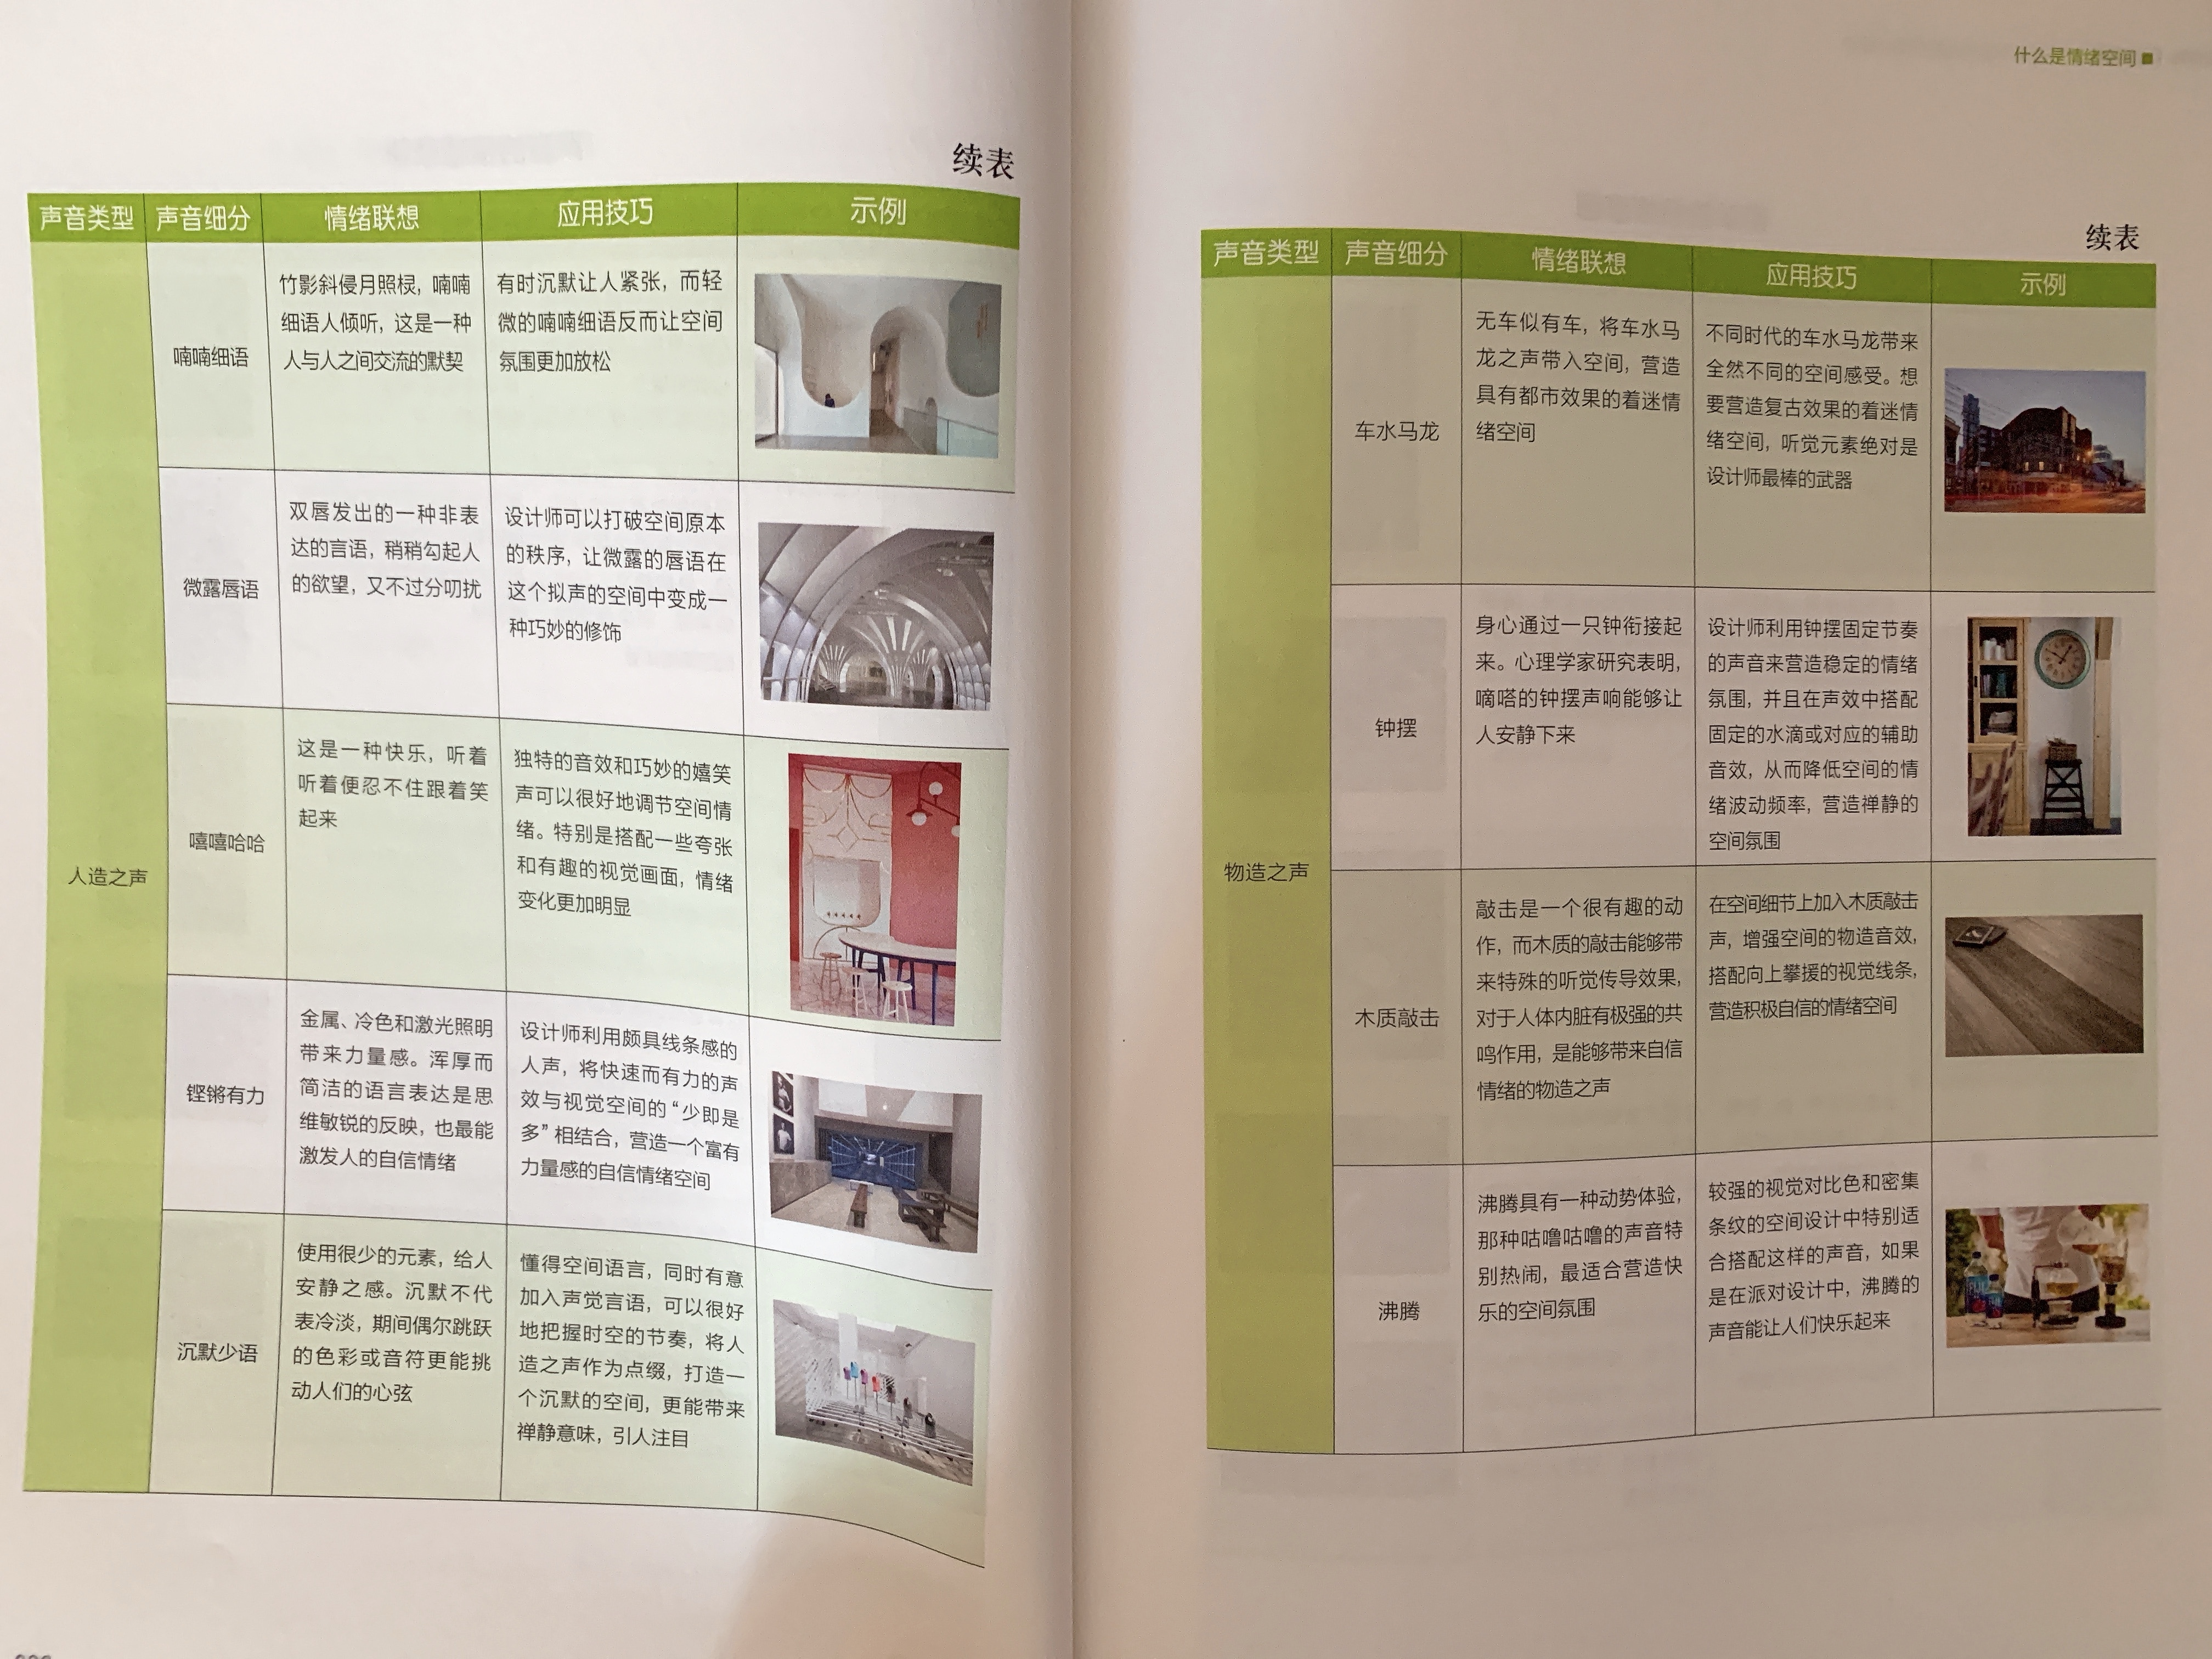 续表
声音类型 声音细分 情绪联想 应用技巧 示例
人造之声
喃喃细语
竹影斜侵月照棂，喃喃
细语人倾听，这是一种
人与人之间交流的默契
有时沉默让人紧张，而轻
微的喃喃细语反而让空间
氛围更加放松
微露唇语
双唇发出的一种非表
达的言语，稍稍勾起人
的欲望，又不过分叨扰
设计师可以打破空间原本
的秩序，让微露的唇语在
这个拟声的空间中变成一
种巧妙的修饰
嘻嘻哈哈
这是一种快乐，听着
听着便忍不住跟着笑
起来
独特的音效和巧妙的嬉笑
声可以很好地调节空间情
绪。特别是搭配一些夸张
和有趣的视觉画面，情绪
变化更加明显
铿锵有力
金属、冷色和激光照明
带来力量感。浑厚而
简洁的语言表达是思
维敏锐的反映，也最能
激发人的自信情绪
设计师利用颇具线条感的
人声，将快速而有力的声
效与视觉空间的“少即是
多”相结合，营造一个富有
力量感的自信情绪空间
沉默少语
使用很少的元素，给人
安静之感。沉默不代
表冷淡，期间偶尔跳跃
的色彩或音符更能挑
动人们的心弦
懂得空间语言，同时有意
加入声觉言语，可以很好
地把握时空的节奏，将人
造之声作为点缀，打造一
个沉默的空间，更能带来
禅静意味，引人注目
什么是情绪空间
续表
声音类型 声音细分 情绪联想 应用技巧 示例
物造之声
车水马龙
无车似有车，将车水马
龙之声带入空间，营造
具有都市效果的着迷情
绪空间
不同时代的车水马龙带来
全然不同的空间感受。想
要营造复古效果的着迷情
绪空间，听觉元素绝对是
设计师最棒的武器
钟摆
身心通过一只钟衔接起
来。心理学家研究表明，
嘀嗒的钟摆声响能够让
人安静下来
设计师利用钟摆固定节奏
的声音来营造稳定的情绪
氛围，并且在声效中搭配
固定的水滴或对应的辅助
音效，从而降低空间的情
绪波动频率，营造禅静的
空间氛围
木质敲击
敲击是一个很有趣的动
作，而木质的敲击能够带
来特殊的听觉传导效果，
对于人体内脏有极强的共
鸣作用，是能够带来自信
情绪的物造之声
在空间细节上加入木质敲击
声，增强空间的物造音效，
搭配向上攀援的视觉线条，
营造积极自信的情绪空间
沸腾
沸腾具有一种动势体验，
那种咕噜咕噜的声音特
别热闹，最适合营造快
乐的空间氛围
较强的视觉对比色和密集
条纹的空间设计中特别适
合搭配这样的声音，如果
是在派对设计中，沸腾的
声音能让人们快乐起来